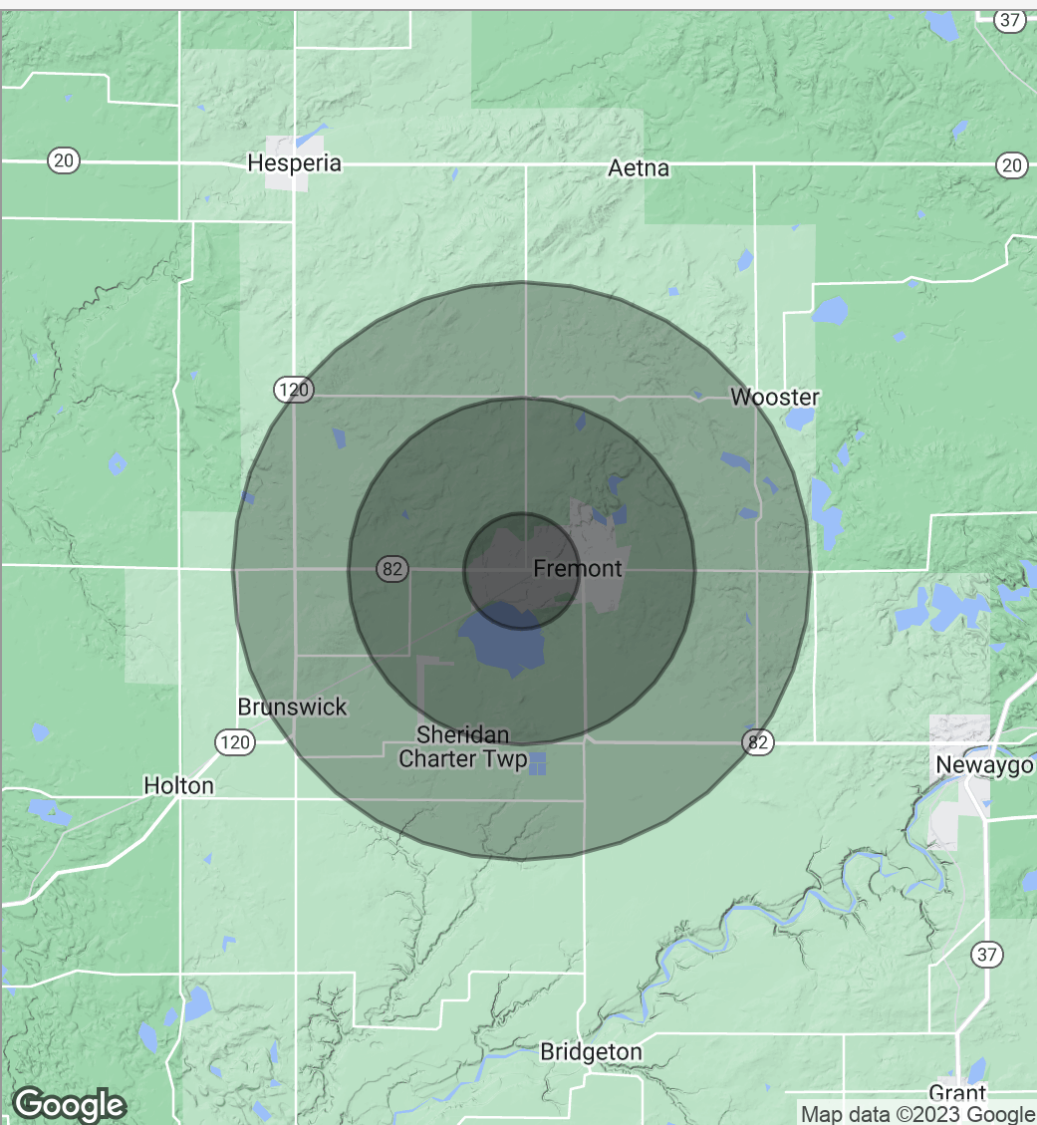 37
20
Hesperia
Aetna
20
120
Wooster
82
Fremont
Brunswick
120
Sheridan
Charter Twp
82
Newaygo
Holton
37
Bridgeton
Grant
Google
Map data ©2023 Google